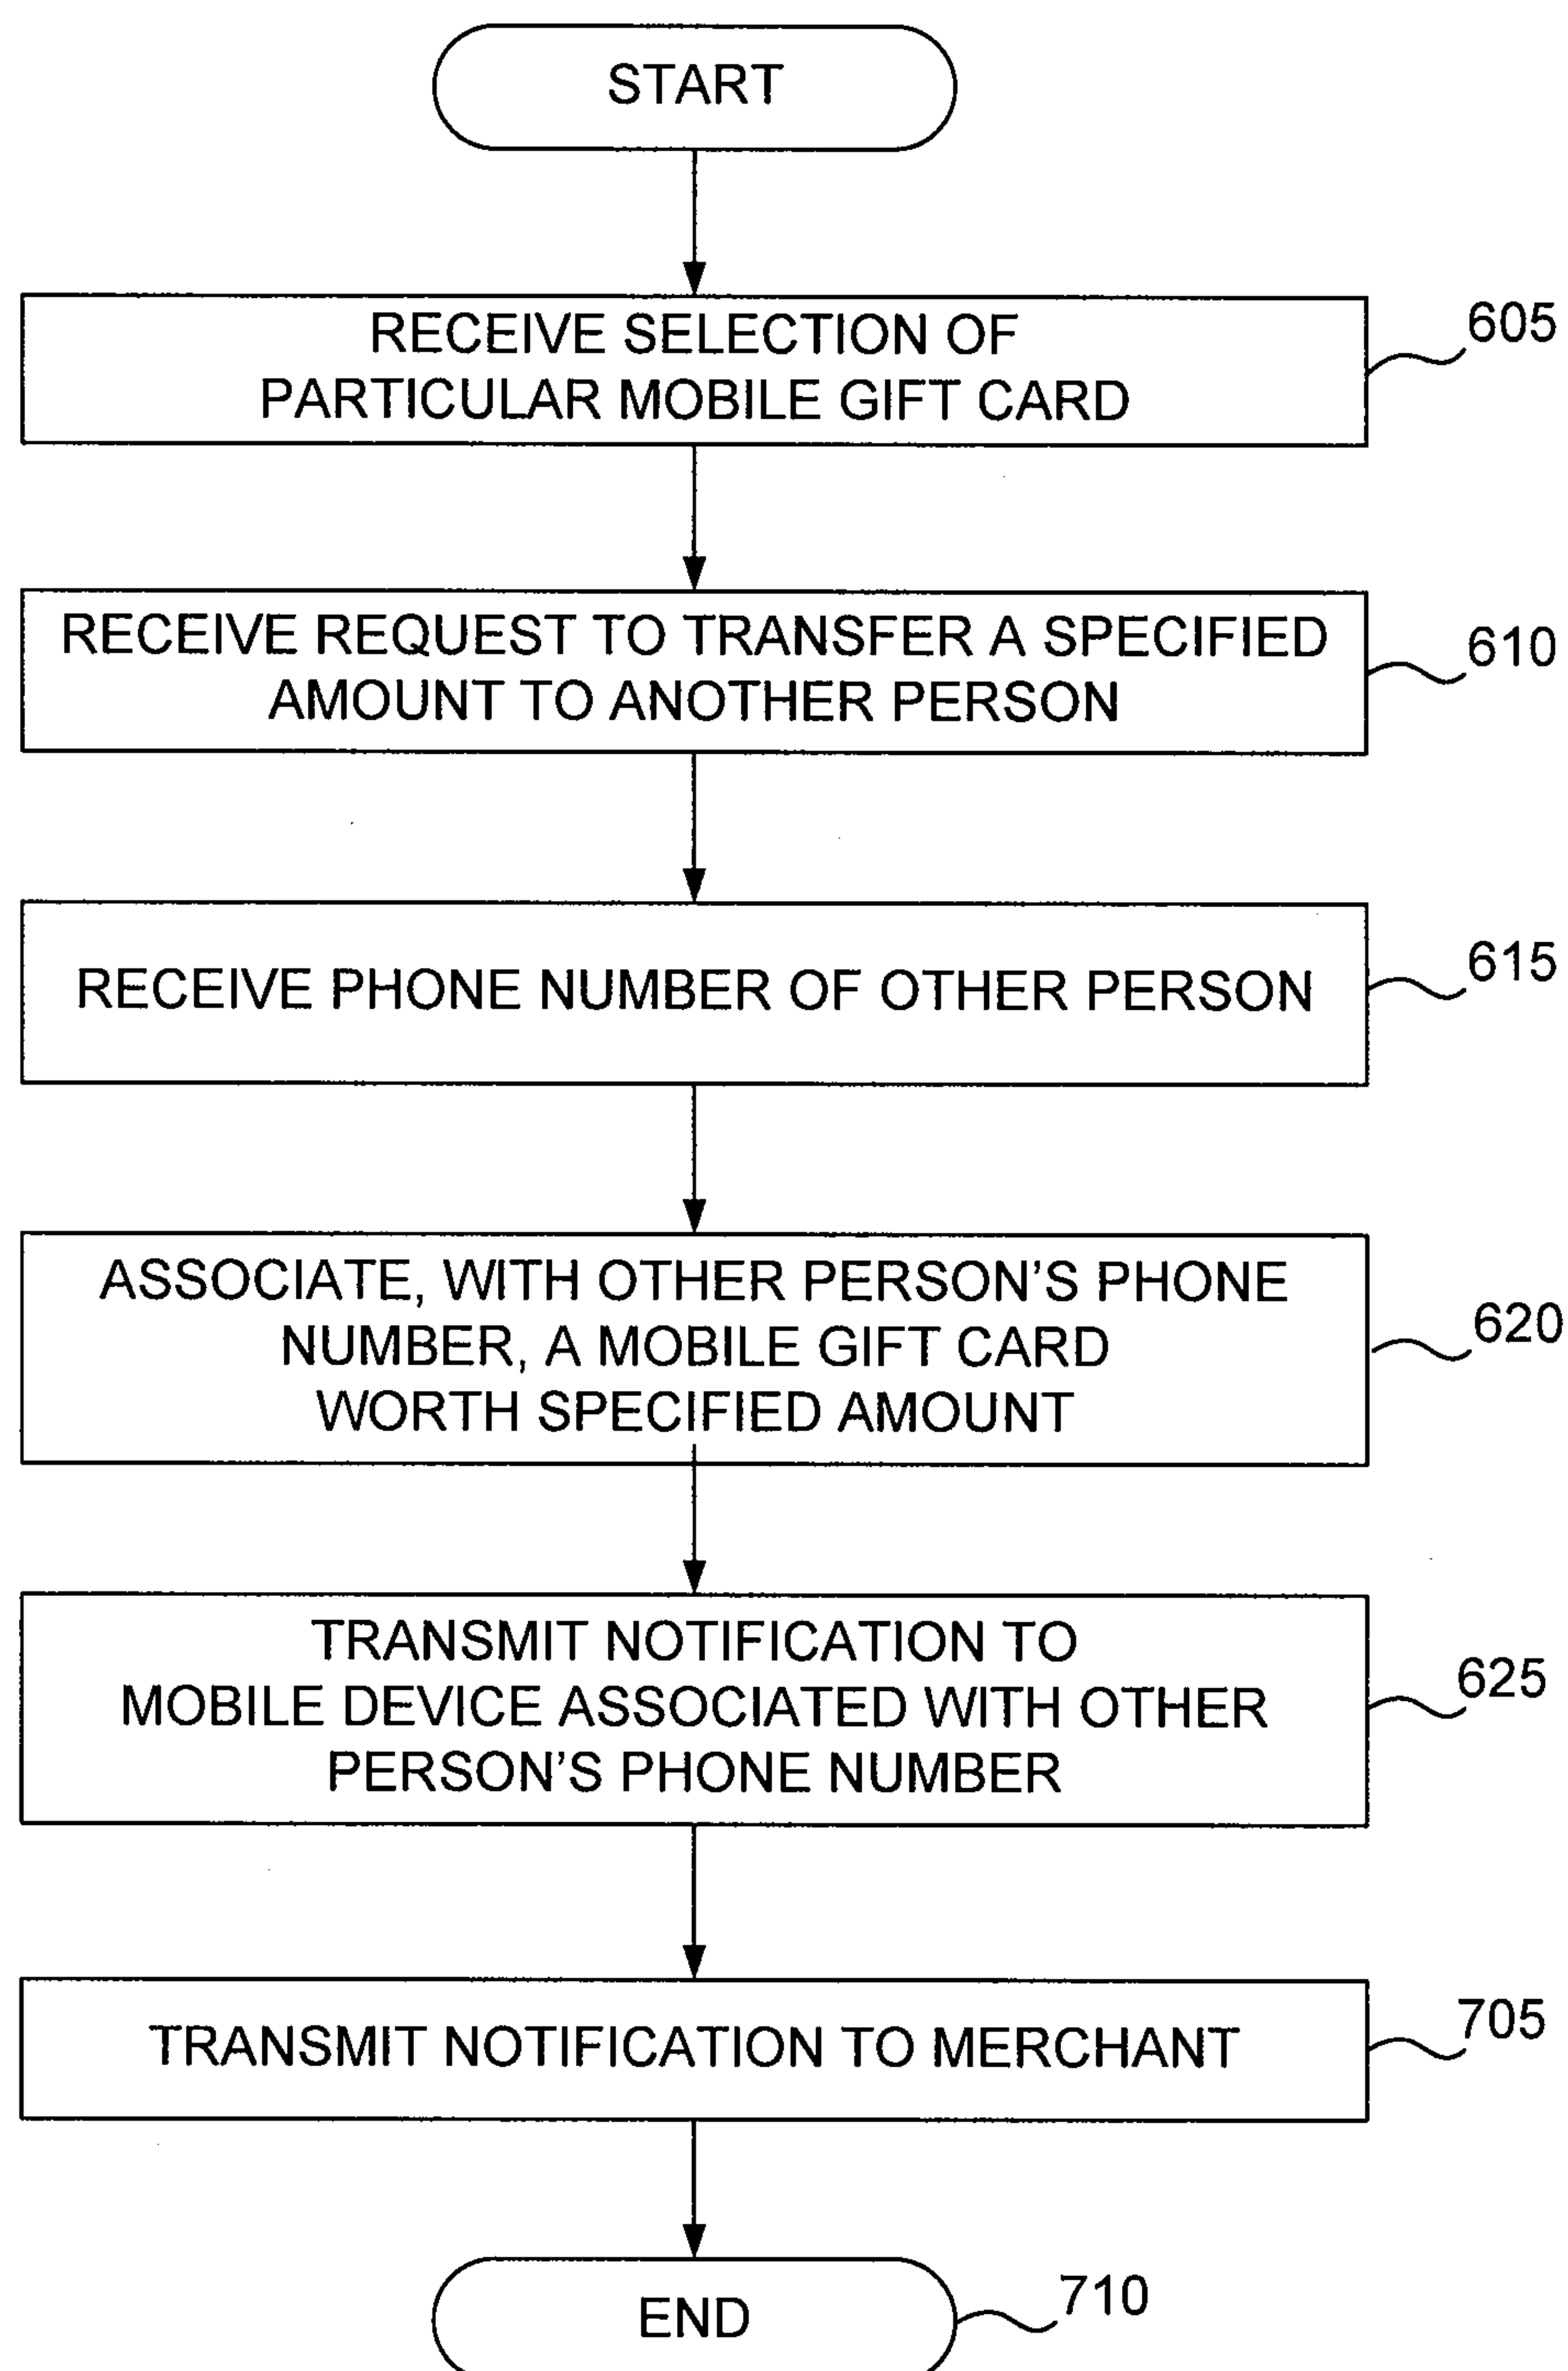 START
RECEIVE SELECTION OF
PARTICULAR MOBILE GIFT CARD
605
RECEIVE REQUEST TO TRANSFER A SPECIFIED
AMOUNT TO ANOTHER PERSON
610
RECEIVE PHONE NUMBER OF OTHER PERSON
615
ASSOCIATE, WITH OTHER PERSON'S PHONE
NUMBER, A MOBILE GIFT CARD
WORTH SPECIFIED AMOUNT
620
TRANSMIT NOTIFICATION TO
MOBILE DEVICE ASSOCIATED WITH OTHER
PERSON'S PHONE NUMBER
625
TRANSMIT NOTIFICATION TO MERCHANT
705
END
710